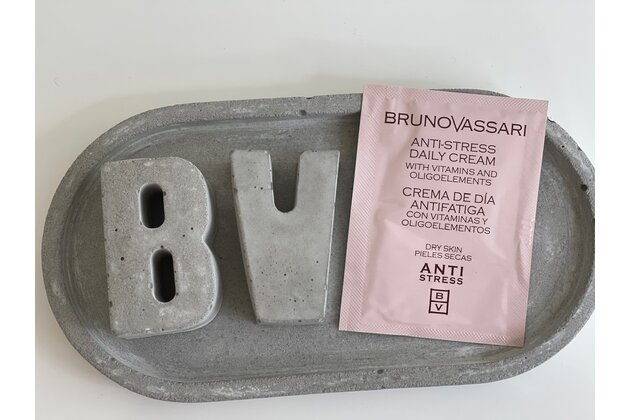 BV
BRUNOVASSARI
ANTI-STRESS
DAILY CREAM
WITH VITAMINS AND
OLIGOELEMENTS
CREMA DE DÍA
ANTIFATIGA
CON VITAMINAS Y
OLIGOELEMENTOS
DRY SKIN
PIELES SECAS
ANTI
STRESS
B
V